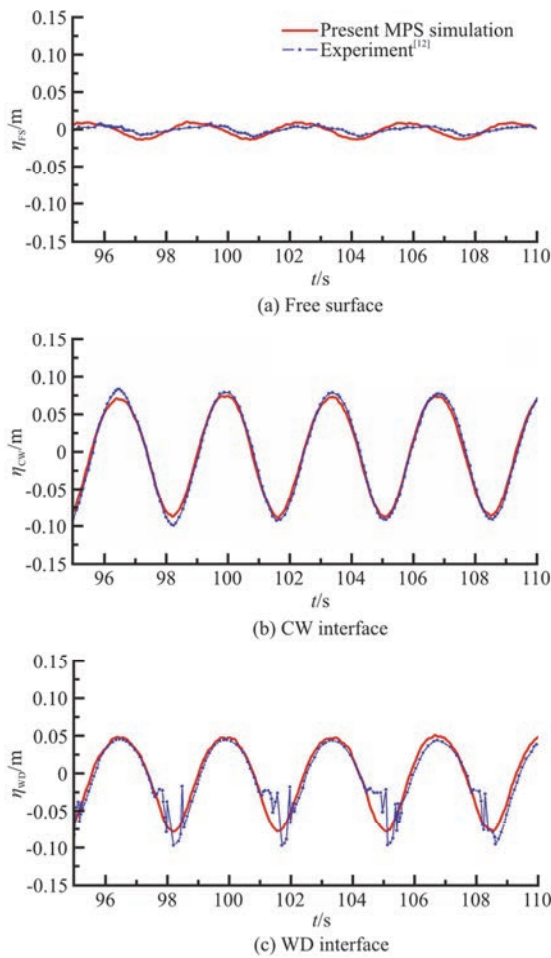 Present MPS simulation
Experiment[12]
0.15
0.10
0.05
0
-0.05
-0.10
-0.15
ηFS/m
96 98 100 102 104 106 108 110
t/s
(a) Free surface
0.15
0.10
0.05
0
-0.05
-0.10
-0.15
ηCW/m
96 98 100 102 104 106 108 110
t/s
(b) CW interface
0.15
0.10
0.05
0
-0.05
-0.10
-0.15
ηWD/m
96 98 100 102 104 106 108 110
t/s
(c) WD interface